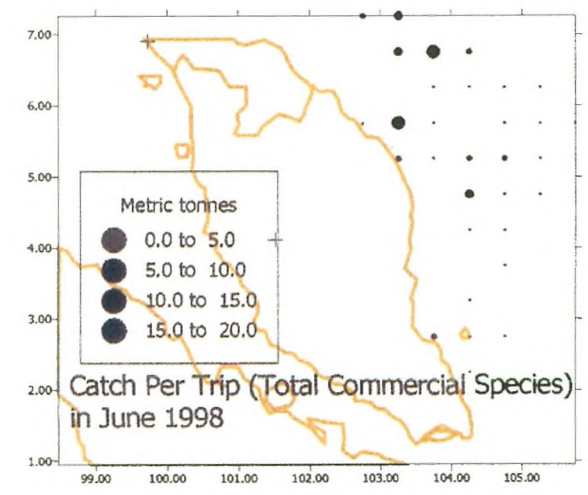 7.00
6.00
5.00
4.00
3.00
2.00
1.00
Metric tonnes
0.0 to 5.0
5.0 to 10.0
10.0 to 15.0
15.0 to 20.0
Catch Per Trip (Total Commercial Species)
in June 1998
99.00 100.00 101.00 102.00 103.00 104.00 105.00